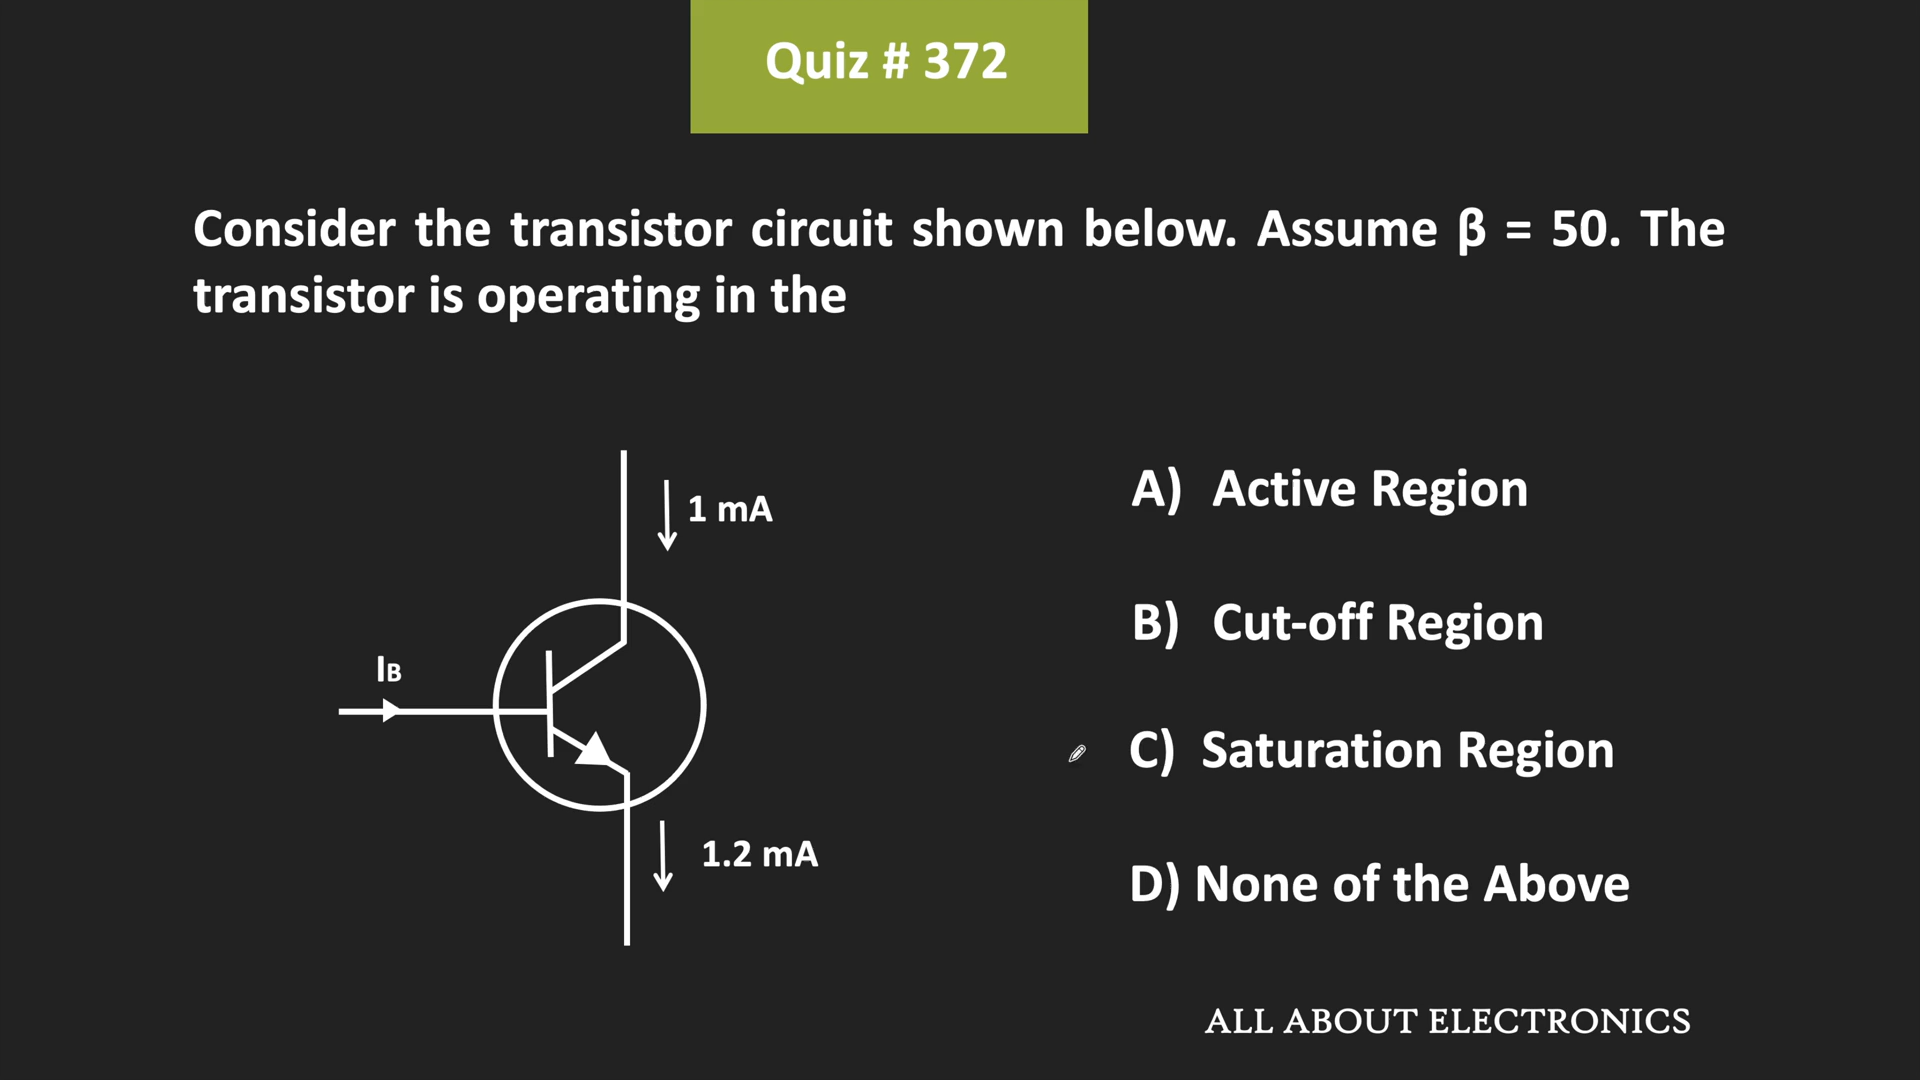 Quiz # 372
Consider the transistor circuit shown below. Assume β = 50. The
transistor is operating in the
1 mA
IB
1.2 mA
A) Active Region
B) Cut-off Region
C) Saturation Region
D) None of the Above
ALL ABOUT ELECTRONICS